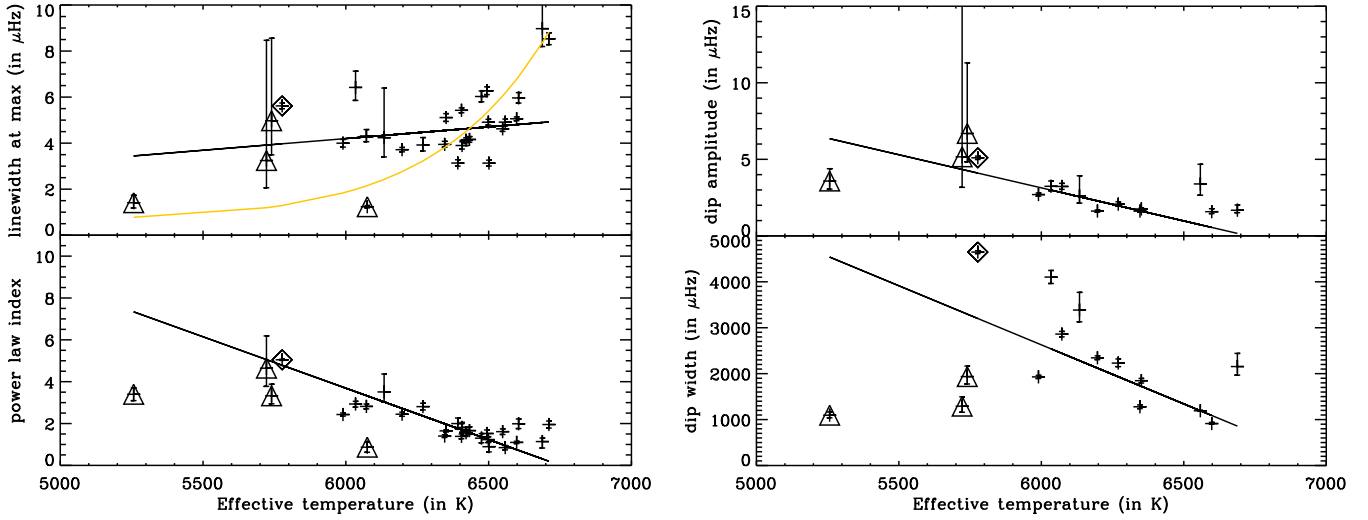 linewidth at max (in μHz)
10
8
6
4
2
0
power law index
10
8
6
4
2
0
5000 5500 6000 6500 7000
Effective temperature (in K)
dip amplitude (in μHz)
15
10
5
0
dip width (in μHz)
5000
4000
3000
2000
1000
0
5000 5500 6000 6500 7000
Effective temperature (in K)